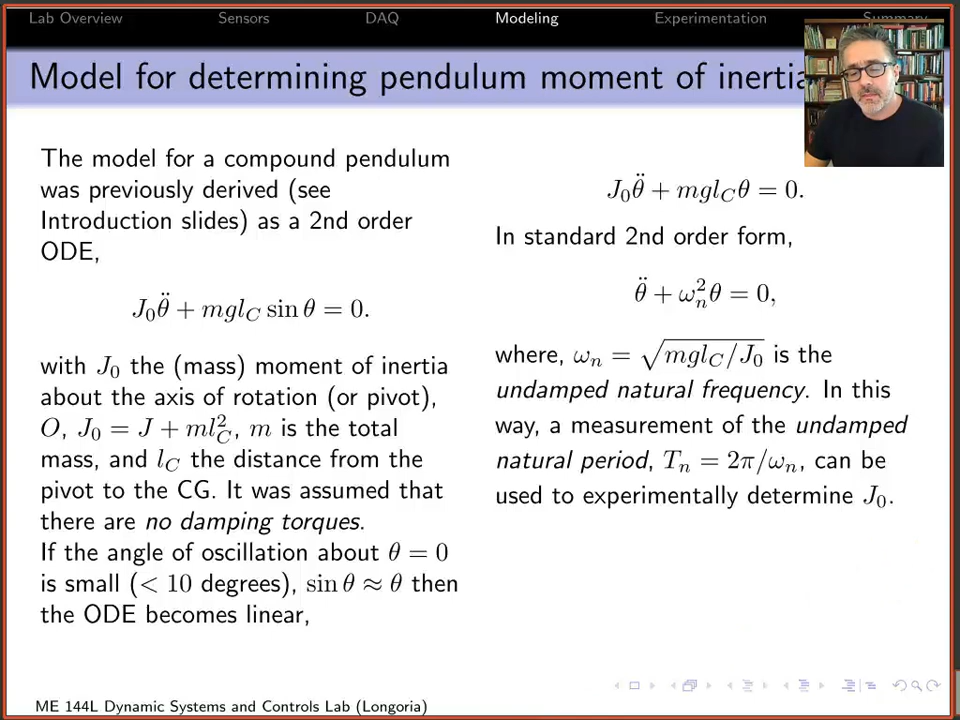 Lab Overview Sensors DAQ Modeling Experimentation Summary
Model for determining pendulum moment of inertia
The model for a compound pendulum
was previously derived (see
Introduction slides) as a 2nd order
ODE,
J₀θ̈ + mgl_C sin θ = 0.
with J₀ the (mass) moment of inertia
about the axis of rotation (or pivot),
O, J₀ = J + ml_C², m is the total
mass, and l_C the distance from the
pivot to the CG. It was assumed that
there are no damping torques.
If the angle of oscillation about θ = 0
is small (< 10 degrees), sin θ ≈ θ then
the ODE becomes linear,
J₀θ̈ + mgl_Cθ = 0.
In standard 2nd order form,
θ̈ + ω_n²θ = 0,
where, ω_n = √(mgl_C/J₀) is the
undamped natural frequency. In this
way, a measurement of the undamped
natural period, T_n = 2π/ω_n, can be
used to experimentally determine J₀.
ME 144L Dynamic Systems and Controls Lab (Longoria)